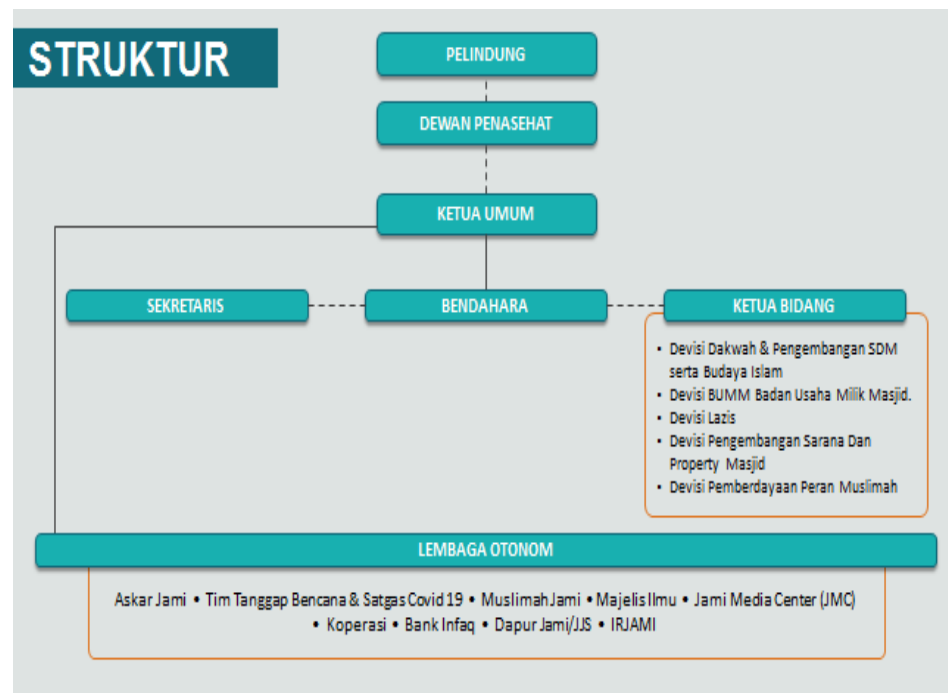 STRUKTUR
PELINDUNG
DEWAN PENASEHAT
KETUA UMUM
SEKRETARIS
BENDAHARA
KETUA BIDANG
• Devisi Dakwah & Pengembangan SDM
serta Budaya Islam
• Devisi BUMM Badan Usaha Milik Masjid.
• Devisi Lazis
• Devisi Pengembangan Sarana Dan
Property Masjid
• Devisi Pemberdayaan Peran Muslimah
LEMBAGA OTONOM
Askar Jami • Tim Tanggap Bencana & Satgas Covid 19 • Muslimah Jami • Majelis Ilmu • Jami Media Center (JMC)
• Koperasi • Bank Infaq • Dapur Jami/JJS • IRJAMI